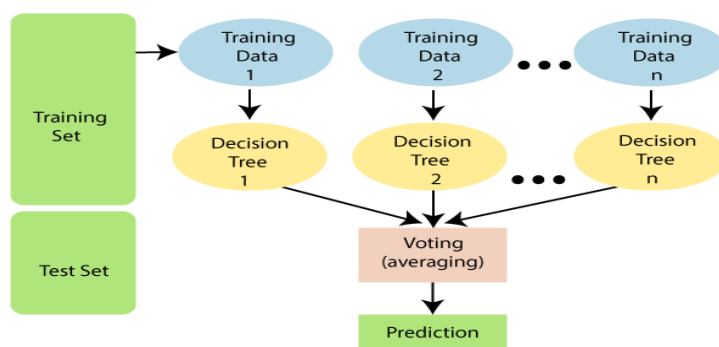 Training
Set
Training
Data
1
Training
Data
2
Training
Data
n
Decision
Tree
1
Decision
Tree
2
Decision
Tree
n
Test Set
Voting
(averaging)
Prediction